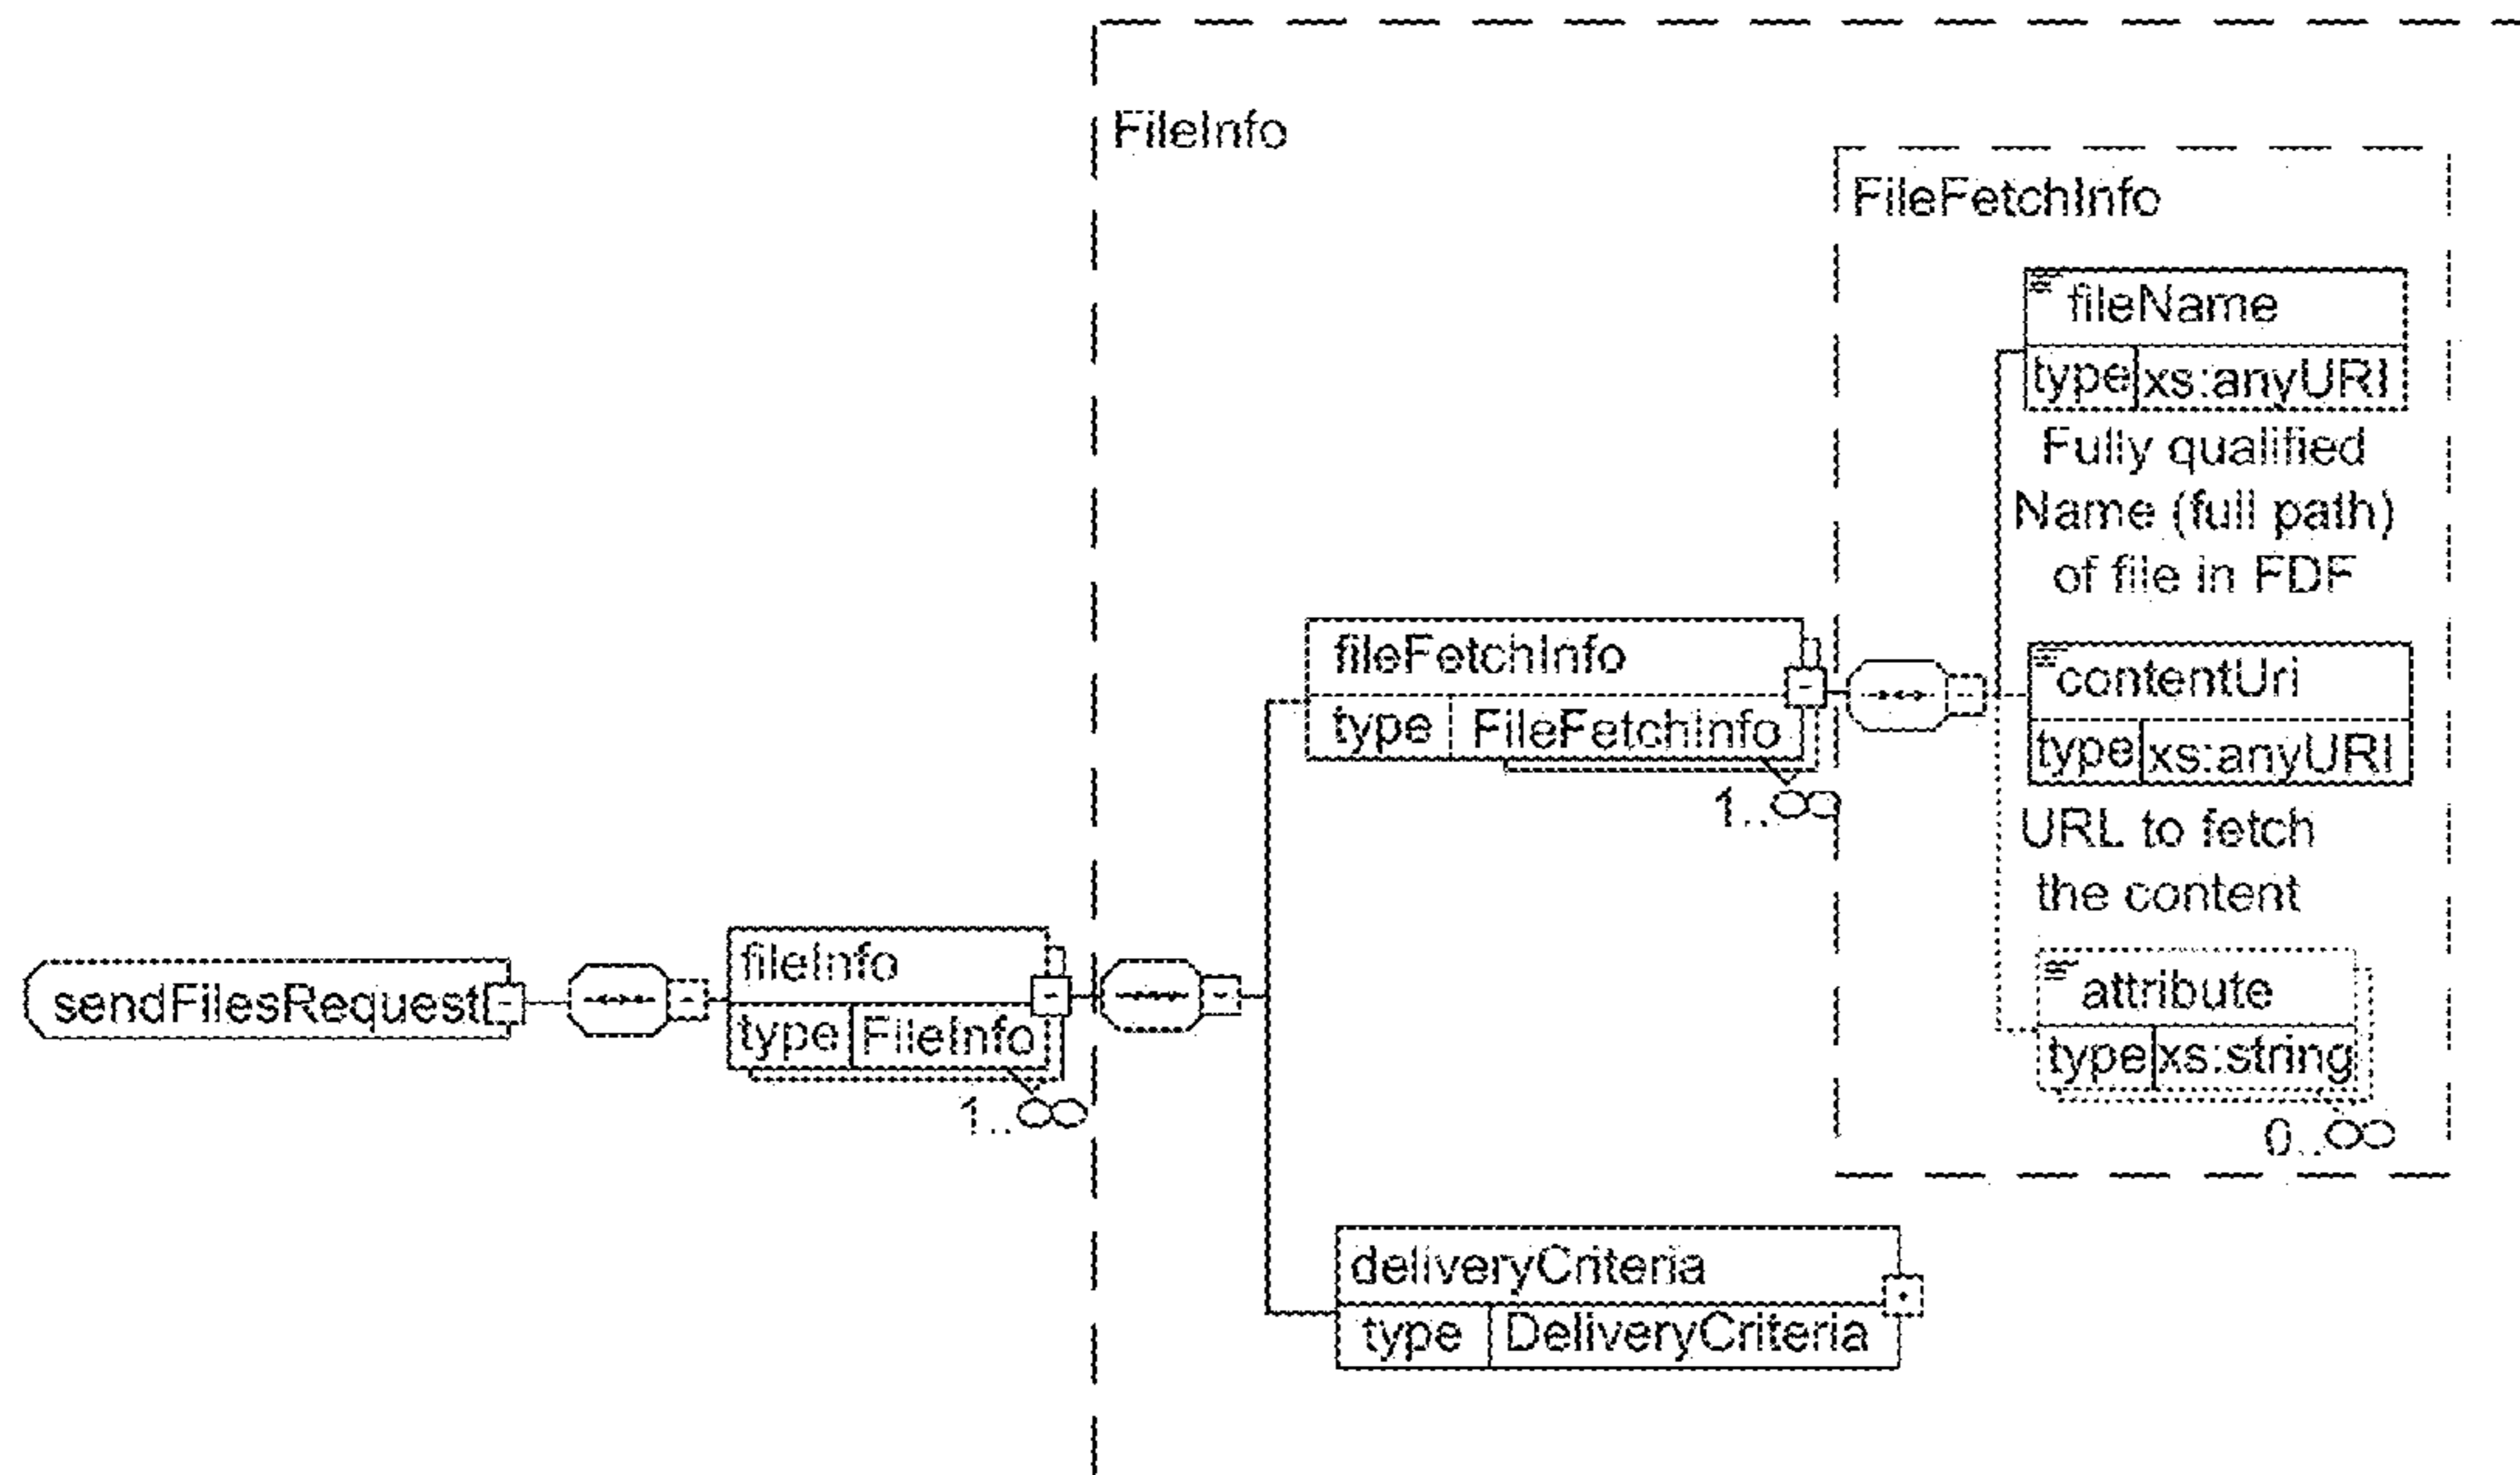 FileInfo
FileFetchInfo
fileName
type xs:anyURI
Fully qualified
Name (full path)
of file in FDF
fileFetchInfo
type FileFetchInfo
1..∞
contentUri
type xs:anyURI
URL to fetch
the content
sendFilesRequest
fileInfo
type FileInfo
1..∞
attribute
type xs:string
0..∞
deliveryCriteria
type DeliveryCriteria